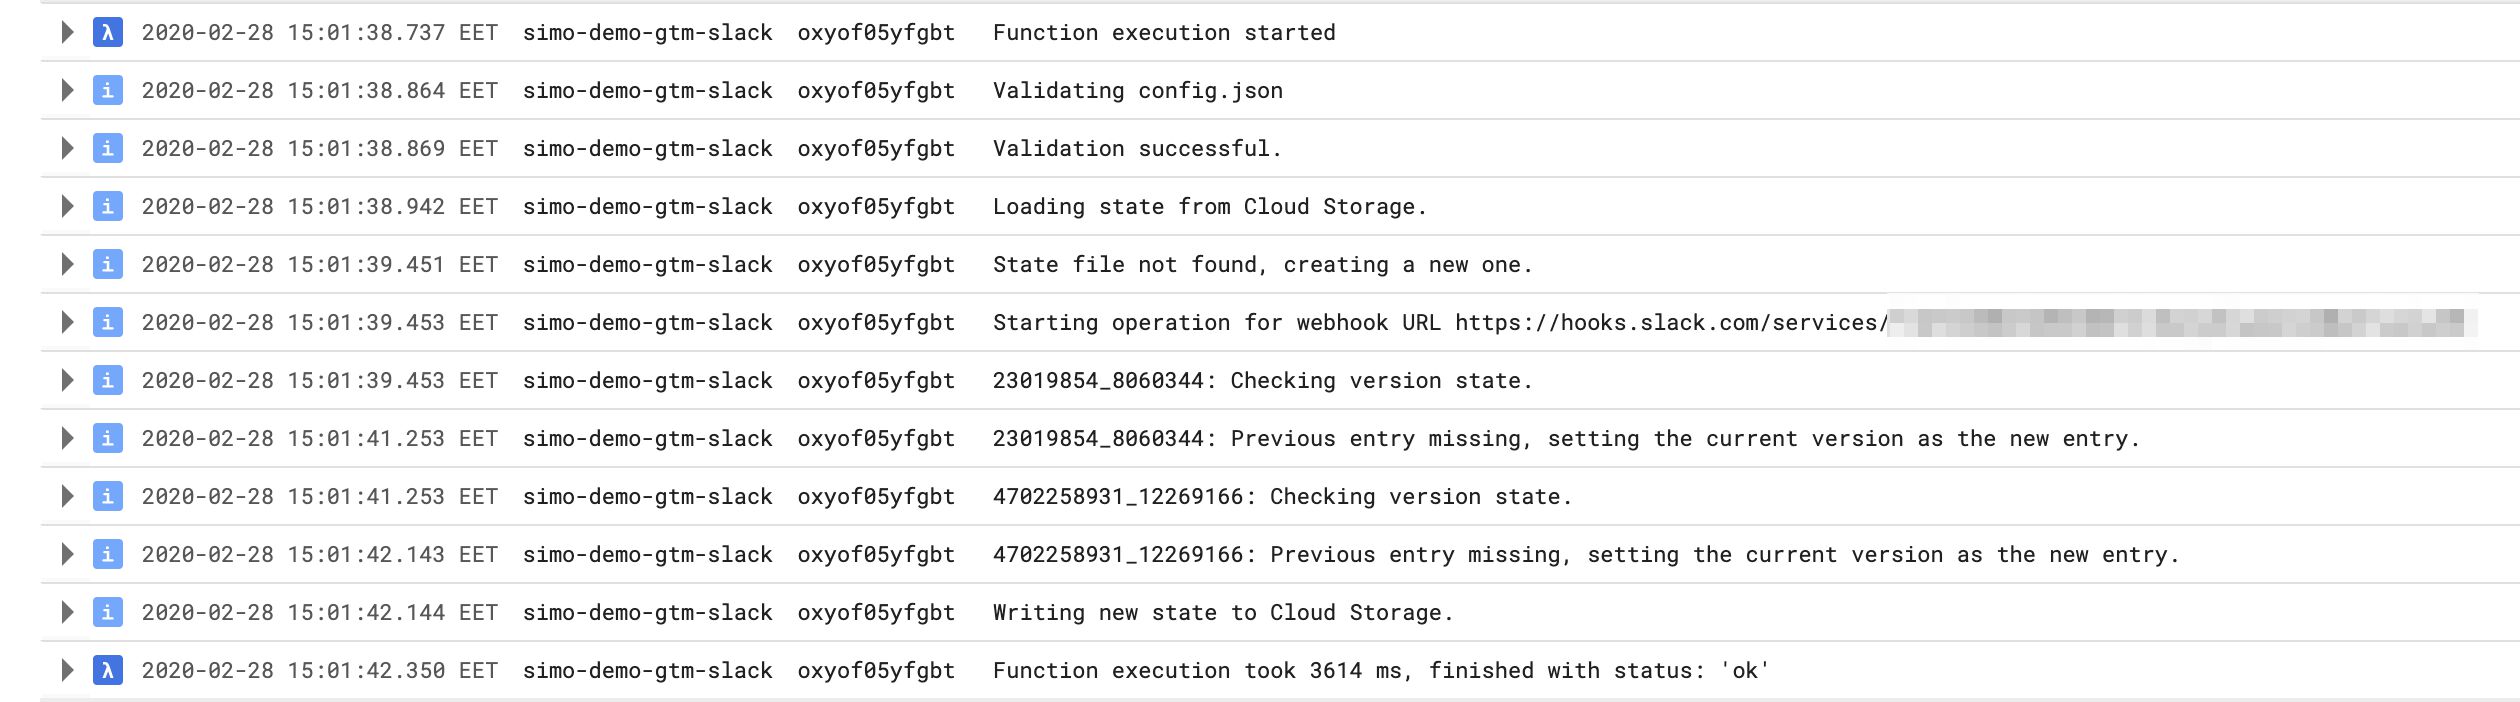 λ 2020-02-28 15:01:38.737 EET simo-demo-gtm-slack oxyof05yfgbt Function execution started
i 2020-02-28 15:01:38.864 EET simo-demo-gtm-slack oxyof05yfgbt Validating config.json
i 2020-02-28 15:01:38.869 EET simo-demo-gtm-slack oxyof05yfgbt Validation successful.
i 2020-02-28 15:01:38.942 EET simo-demo-gtm-slack oxyof05yfgbt Loading state from Cloud Storage.
i 2020-02-28 15:01:39.451 EET simo-demo-gtm-slack oxyof05yfgbt State file not found, creating a new one.
i 2020-02-28 15:01:39.453 EET simo-demo-gtm-slack oxyof05yfgbt Starting operation for webhook URL https://hooks.slack.com/services/
i 2020-02-28 15:01:39.453 EET simo-demo-gtm-slack oxyof05yfgbt 23019854_8060344: Checking version state.
i 2020-02-28 15:01:41.253 EET simo-demo-gtm-slack oxyof05yfgbt 23019854_8060344: Previous entry missing, setting the current version as the new entry.
i 2020-02-28 15:01:41.253 EET simo-demo-gtm-slack oxyof05yfgbt 4702258931_12269166: Checking version state.
i 2020-02-28 15:01:42.143 EET simo-demo-gtm-slack oxyof05yfgbt 4702258931_12269166: Previous entry missing, setting the current version as the new entry.
i 2020-02-28 15:01:42.144 EET simo-demo-gtm-slack oxyof05yfgbt Writing new state to Cloud Storage.
λ 2020-02-28 15:01:42.350 EET simo-demo-gtm-slack oxyof05yfgbt Function execution took 3614 ms, finished with status: 'ok'